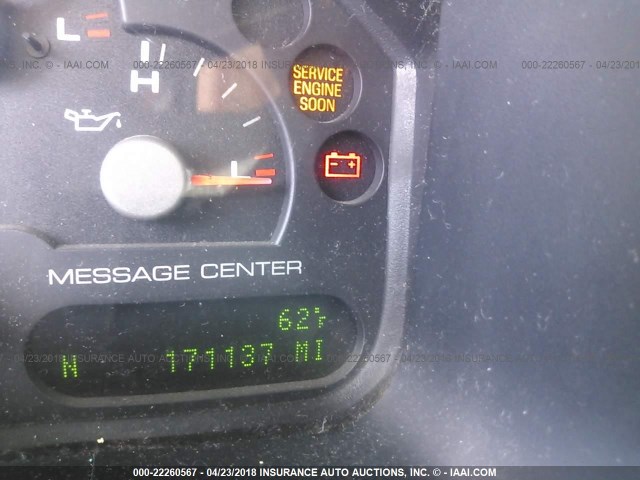 L
H
L
SERVICE
ENGINE
SOON
MESSAGE CENTER
62°F
N 171137 MI
000-22260567 - 04/23/2018 INSURANCE AUTO AUCTIONS, INC. - © IAAI.COM